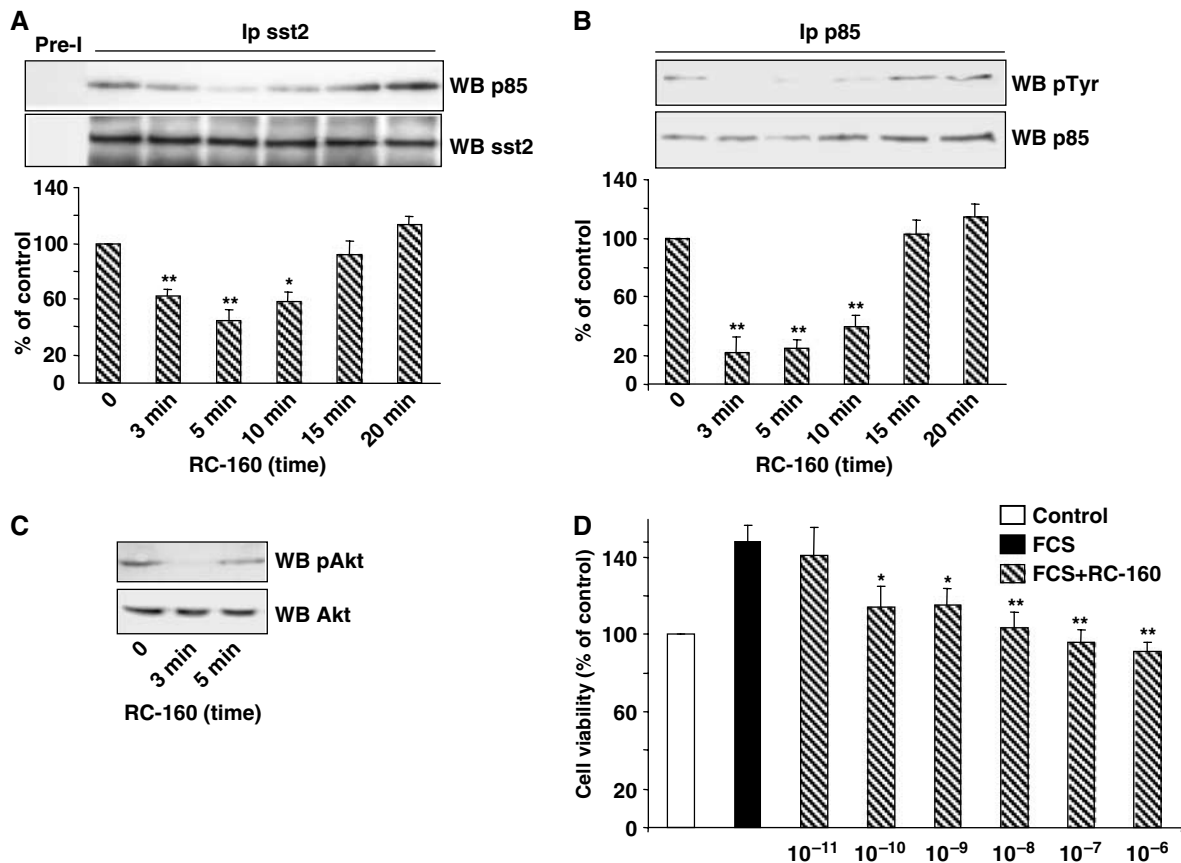 A
Ip sst2
Pre-I
WB p85
WB sst2
140
100
60
40
20
0
% of control
** ** *
0 3 min 5 min 10 min 15 min 20 min
RC-160 (time)
B
Ip p85
WB pTyr
WB p85
140
100
60
40
20
0
% of control
** ** **
0 3 min 5 min 10 min 15 min 20 min
RC-160 (time)
C
WB pAkt
WB Akt
0 3 min 5 min
RC-160 (time)
D
Control
FCS
FCS+RC-160
140
100
60
20
0
Cell viability (% of control)
* * ** ** **
10⁻¹¹ 10⁻¹⁰ 10⁻⁹ 10⁻⁸ 10⁻⁷ 10⁻⁶